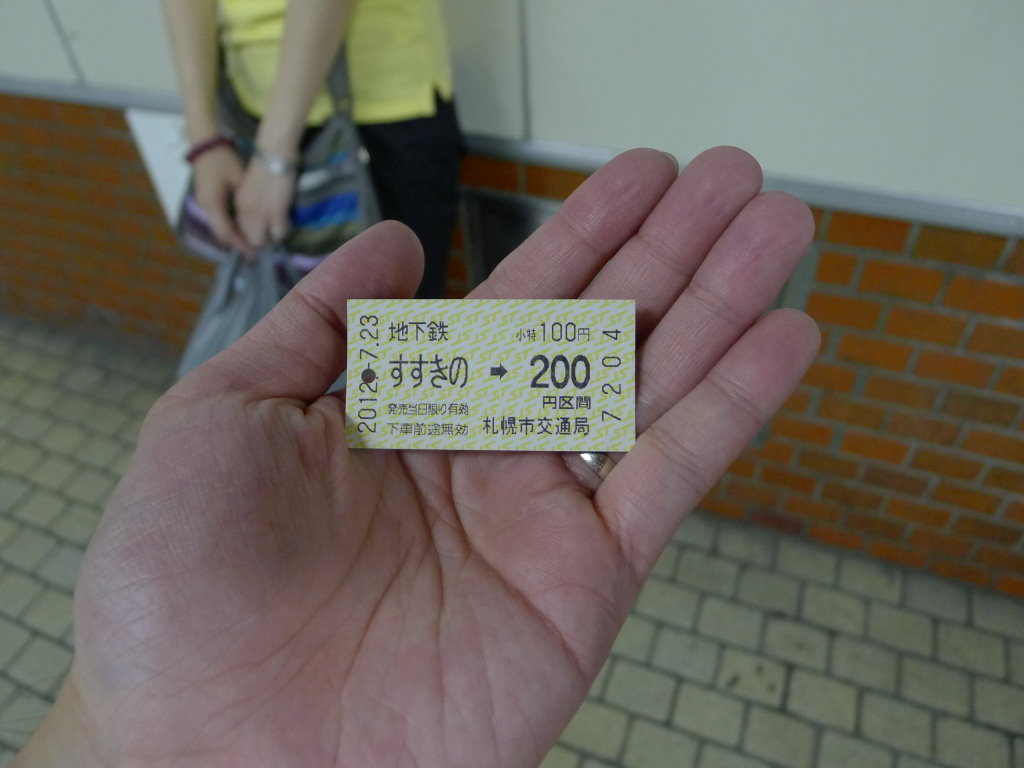 2012.-7.23
地下鉄 小特100円
すすきの ➡ 200
円区間
発売当日限り有効
下車前途無効 札幌市交通局
7204